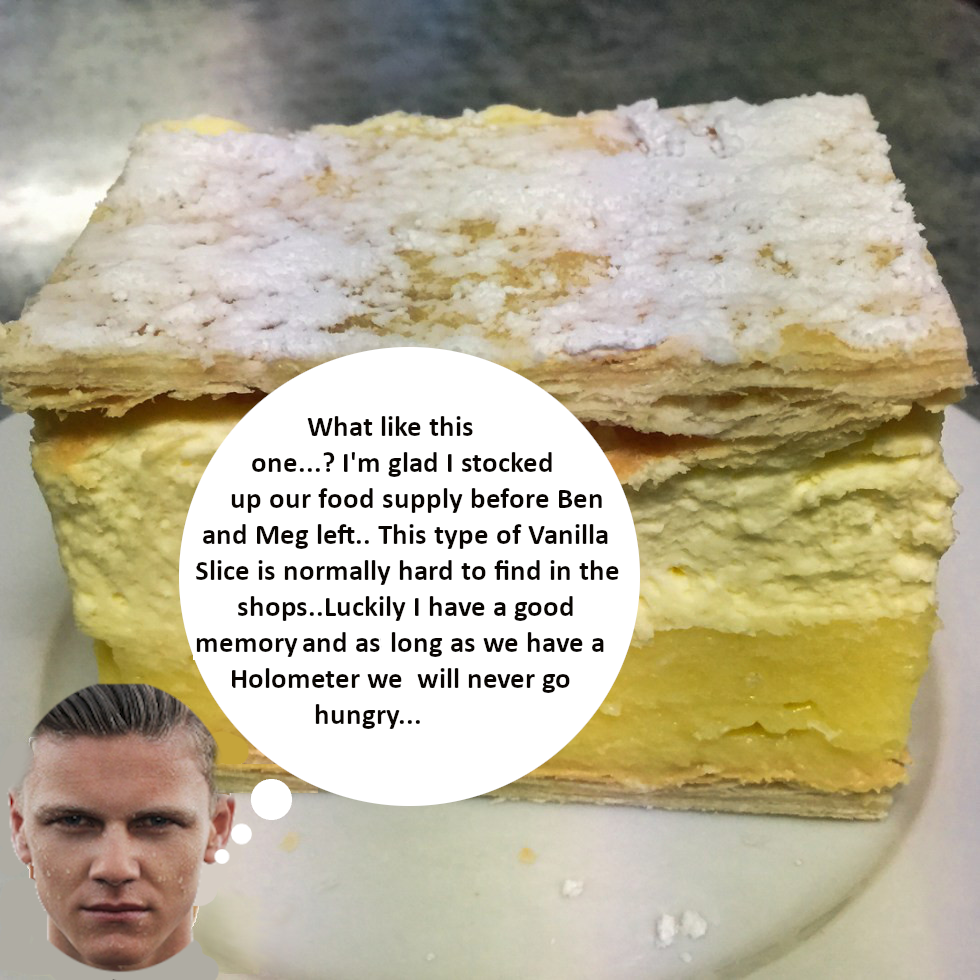 What like this
one...? I'm glad I stocked
up our food supply before Ben
and Meg left.. This type of Vanilla
Slice is normally hard to find in the
shops..Luckily I have a good
memory and as long as we have a
Holometer we will never go
hungry...